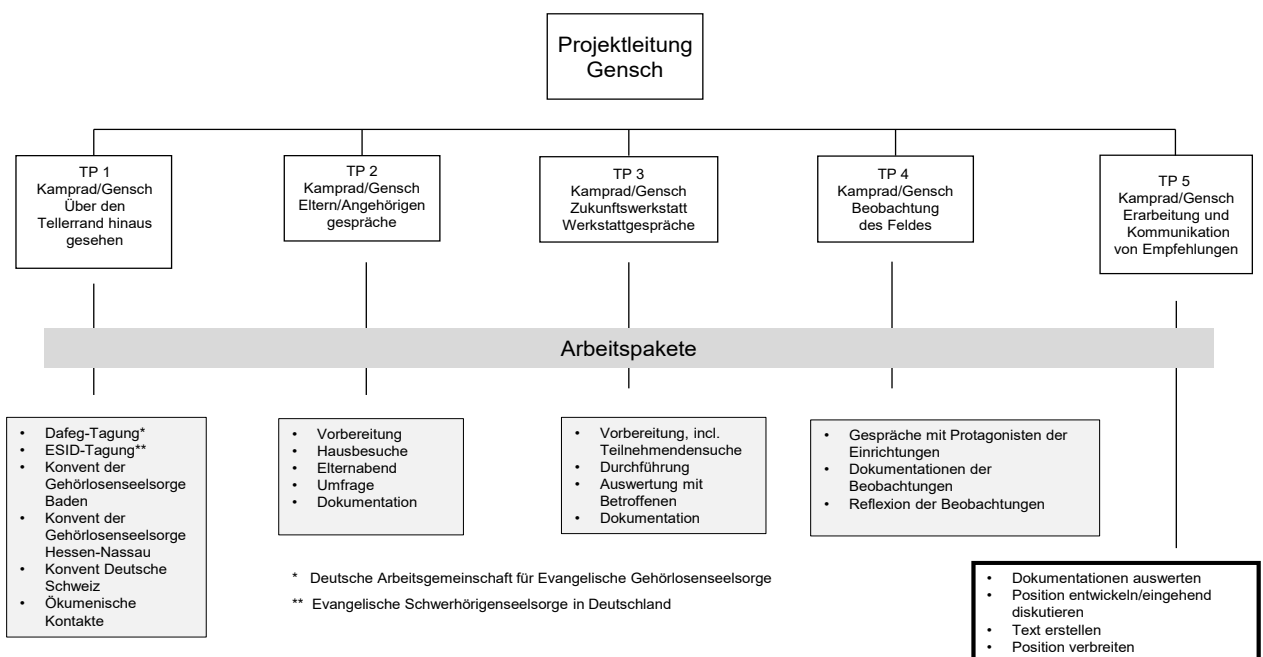 Projektleitung
Gensch
TP 1
Kamprad/Gensch
Über den
Tellerrand hinaus
gesehen
TP 2
Kamprad/Gensch
Eltern/Angehörigen
gespräche
TP 3
Kamprad/Gensch
Zukunftswerkstatt
Werkstattgespräche
TP 4
Kamprad/Gensch
Beobachtung
des Feldes
TP 5
Kamprad/Gensch
Erarbeitung und
Kommunikation
von Empfehlungen
Arbeitspakete
• Dafeg-Tagung*
• ESID-Tagung**
• Konvent der
Gehörlosenseelsorge
Baden
• Konvent der
Gehörlosenseelsorge
Hessen-Nassau
• Konvent Deutsche
Schweiz
• Ökumenische
Kontakte
• Vorbereitung
• Hausbesuche
• Elternabend
• Umfrage
• Dokumentation
• Vorbereitung, incl.
Teilnehmendensuche
• Durchführung
• Auswertung mit
Betroffenen
• Dokumentation
• Gespräche mit Protagonisten der
Einrichtungen
• Dokumentationen der
Beobachtungen
• Reflexion der Beobachtungen
• Dokumentationen auswerten
• Position entwickeln/eingehend
diskutieren
• Text erstellen
• Position verbreiten
* Deutsche Arbeitsgemeinschaft für Evangelische Gehörlosenseelsorge
** Evangelische Schwerhörigenseelsorge in Deutschland